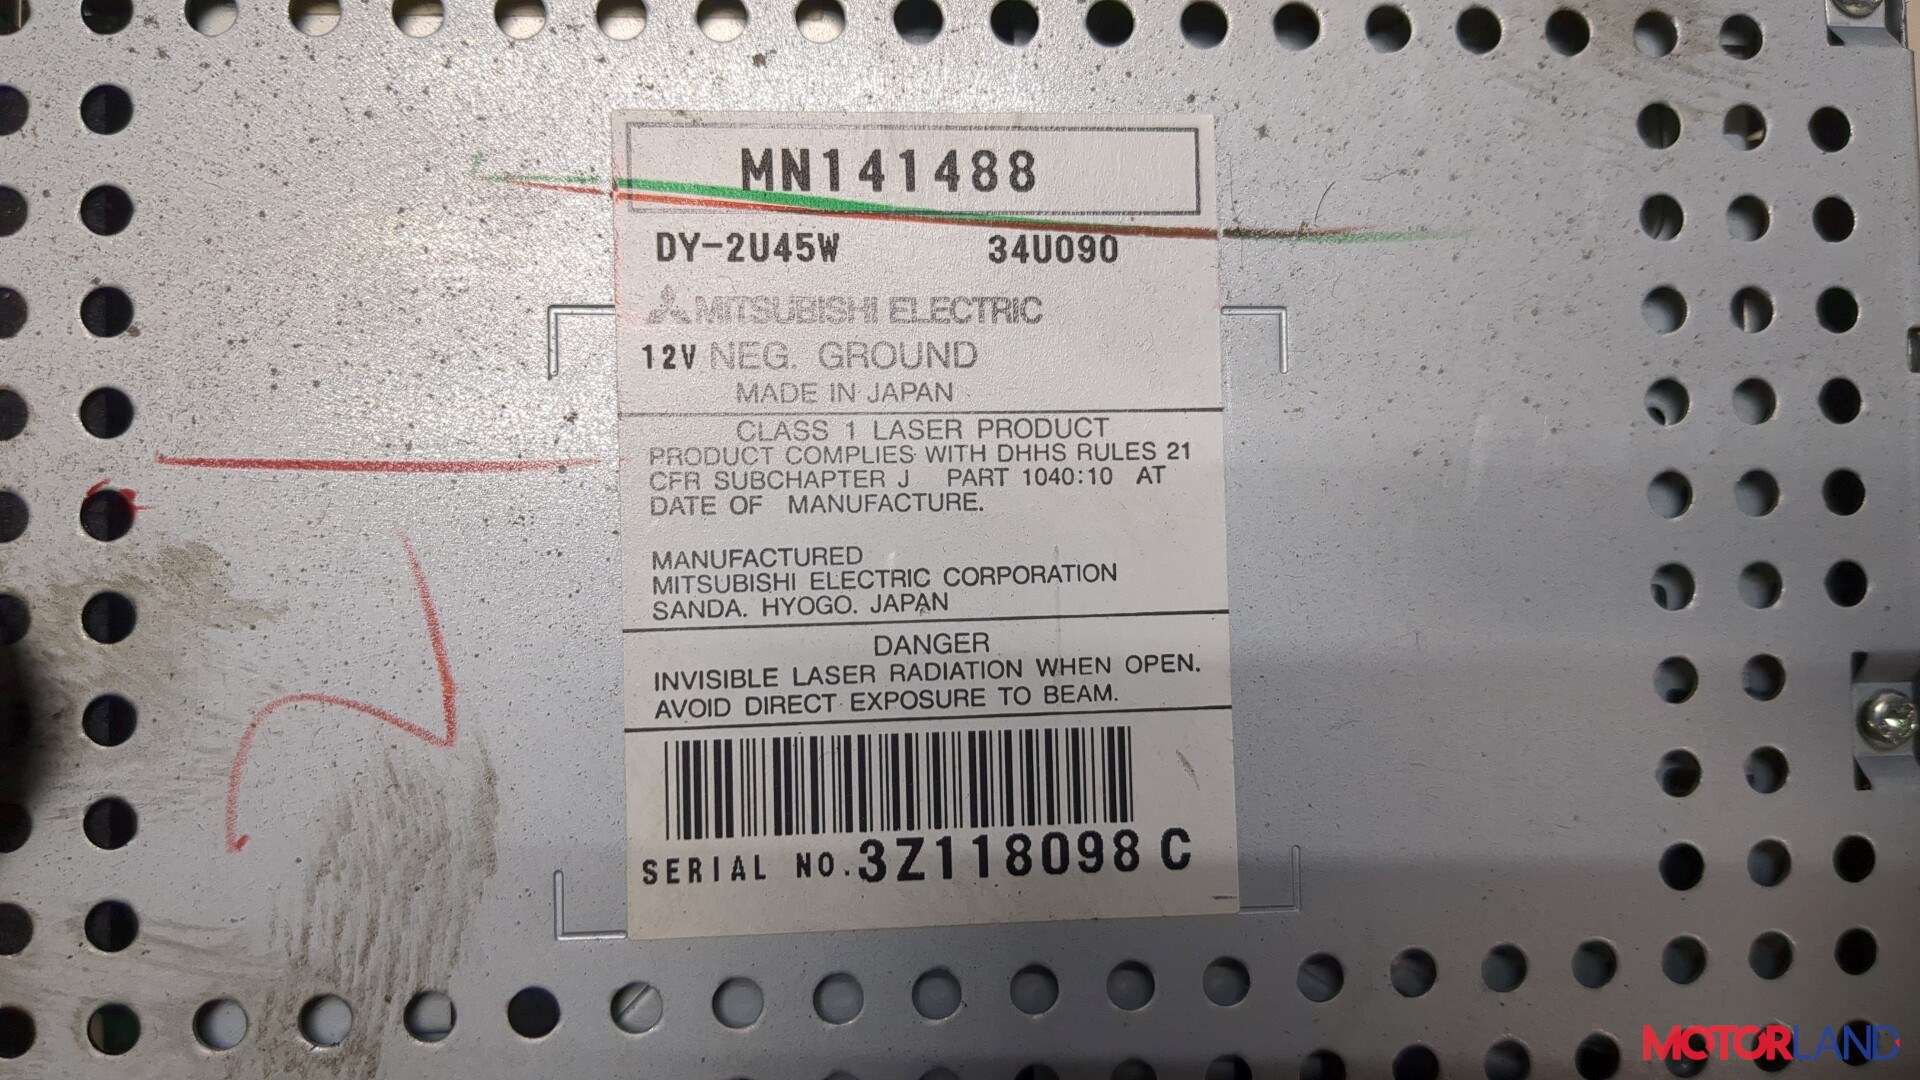 MN141488
DY-2U45W 34U090
MITSUBISHI ELECTRIC
12V NEG. GROUND
MADE IN JAPAN
CLASS 1 LASER PRODUCT
PRODUCT COMPLIES WITH DHHS RULES 21
CFR SUBCHAPTER J PART 1040:10 AT
DATE OF MANUFACTURE.
MANUFACTURED
MITSUBISHI ELECTRIC CORPORATION
SANDA. HYOGO. JAPAN
DANGER
INVISIBLE LASER RADIATION WHEN OPEN.
AVOID DIRECT EXPOSURE TO BEAM.
SERIAL NO.3Z118098 C
MOTORLAND